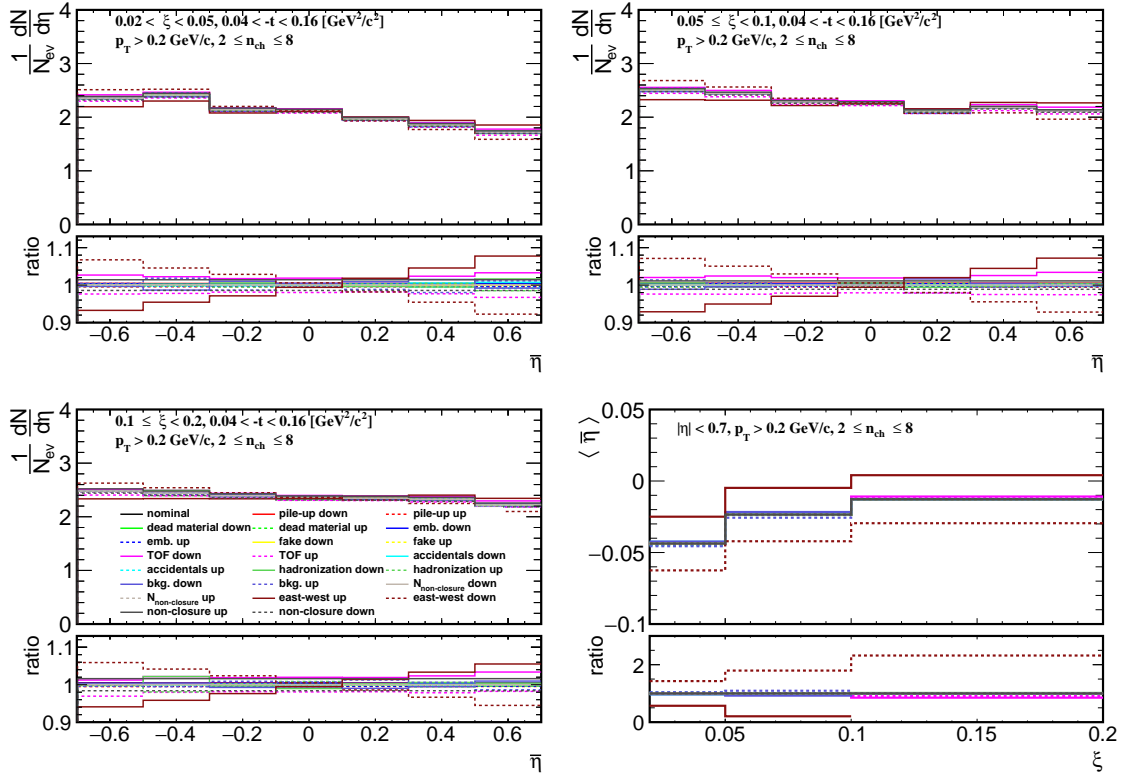 1/N_ev dN/dη
0.02 < ξ < 0.05, 0.04 < -t < 0.16 [GeV²/c²]
p_T > 0.2 GeV/c, 2 ≤ n_ch ≤ 8
4
3
2
1
0
ratio
1.1
1
0.9
−0.6 −0.4 −0.2 0 0.2 0.4 0.6
η̅
1/N_ev dN/dη
0.05 ≤ ξ < 0.1, 0.04 < -t < 0.16 [GeV²/c²]
p_T > 0.2 GeV/c, 2 ≤ n_ch ≤ 8
4
3
2
1
0
ratio
1.1
1
0.9
−0.6 −0.4 −0.2 0 0.2 0.4 0.6
η̅
1/N_ev dN/dη
0.1 ≤ ξ < 0.2, 0.04 < -t < 0.16 [GeV²/c²]
p_T > 0.2 GeV/c, 2 ≤ n_ch ≤ 8
4
3
2
1
0
nominal pile-up down pile-up up
dead material down dead material up emb. down
emb. up fake down fake up
TOF down TOF up accidentals down
accidentals up hadronization down hadronization up
bkg. down bkg. up N_non-closure down
N_non-closure up east-west up east-west down
non-closure up non-closure down
ratio
1.1
1
0.9
−0.6 −0.4 −0.2 0 0.2 0.4 0.6
η̅
⟨ η̅ ⟩
|η| < 0.7, p_T > 0.2 GeV/c, 2 ≤ n_ch ≤ 8
0.05
0
−0.05
−0.1
ratio
2
0
0.05 0.1 0.15 0.2
ξ